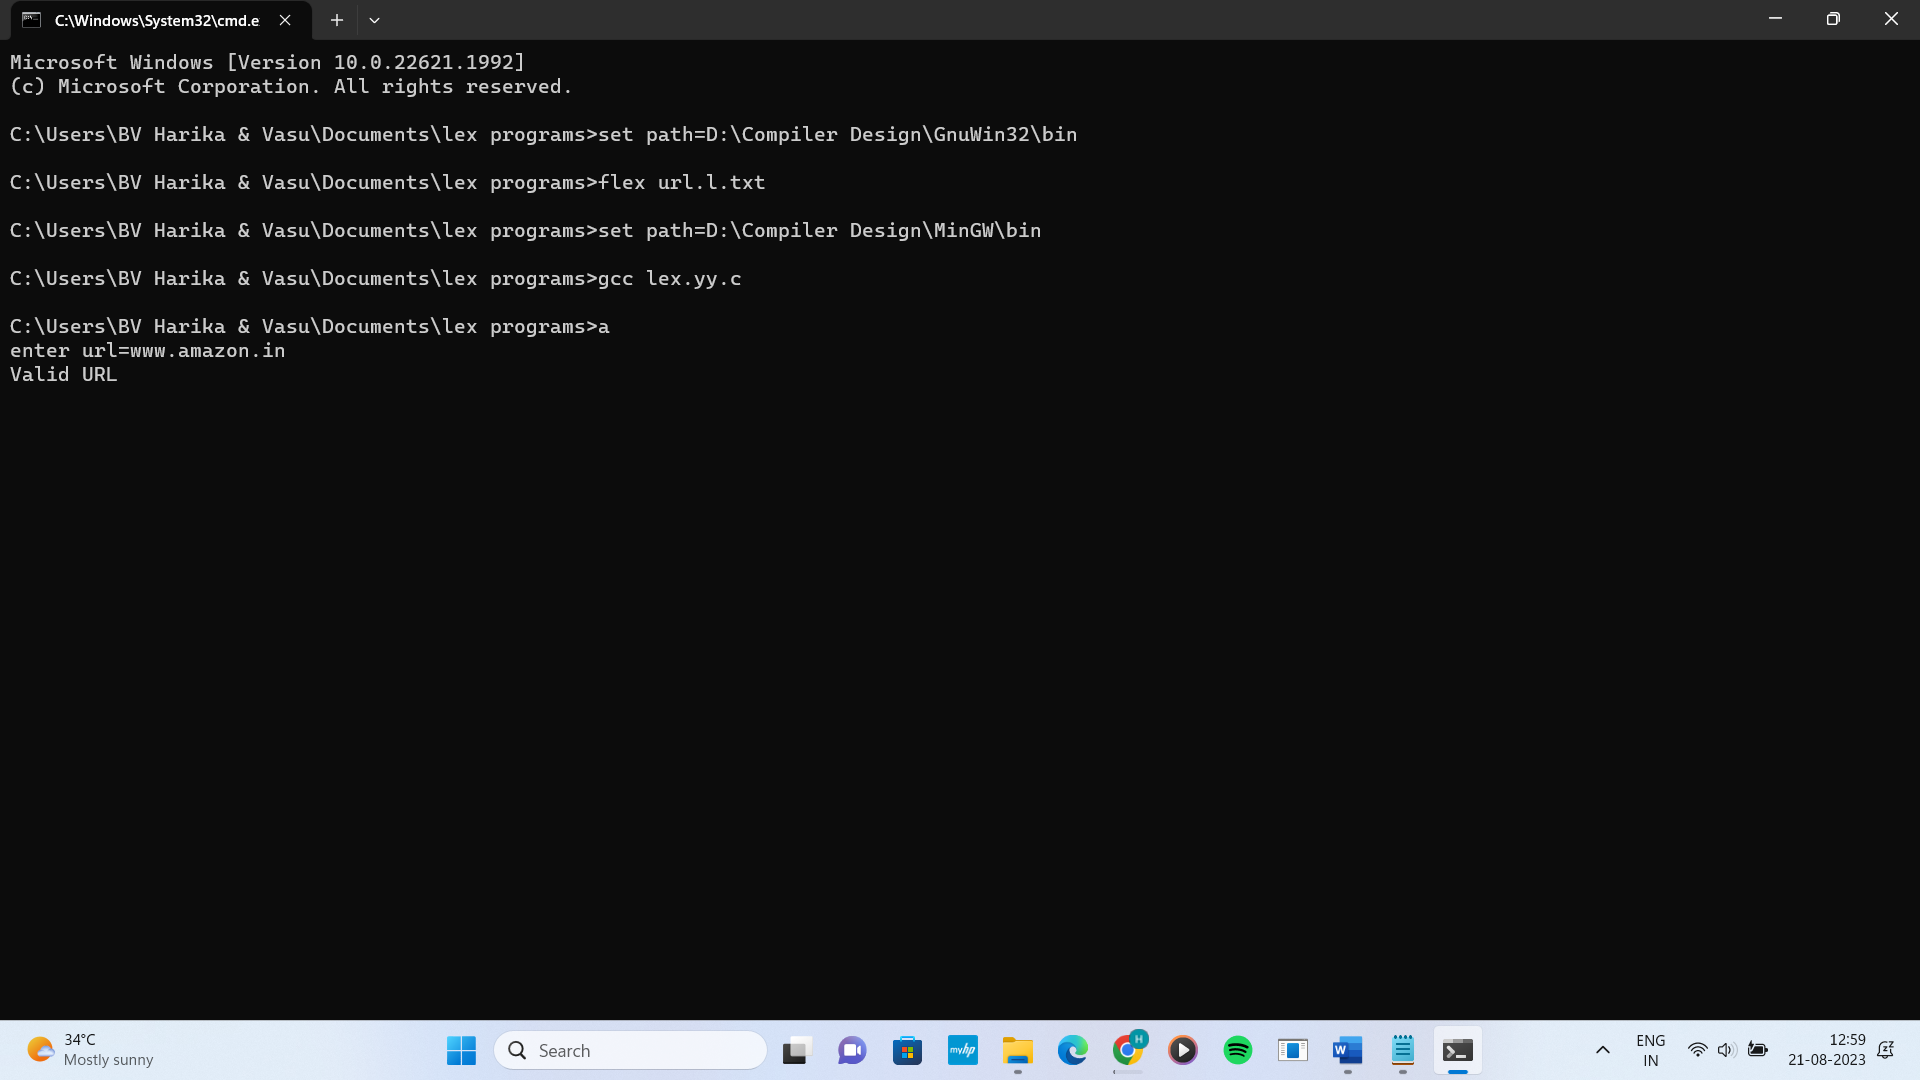 C:\Windows\System32\cmd.e
Microsoft Windows [Version 10.0.22621.1992]
(c) Microsoft Corporation. All rights reserved.
C:\Users\BV Harika & Vasu\Documents\lex programs>set path=D:\Compiler Design\GnuWin32\bin
C:\Users\BV Harika & Vasu\Documents\lex programs>flex url.l.txt
C:\Users\BV Harika & Vasu\Documents\lex programs>set path=D:\Compiler Design\MinGW\bin
C:\Users\BV Harika & Vasu\Documents\lex programs>gcc lex.yy.c
C:\Users\BV Harika & Vasu\Documents\lex programs>a
enter url=www.amazon.in
Valid URL
34°C
Mostly sunny
Search
myhp
H
W
ENG
IN
12:59
21-08-2023